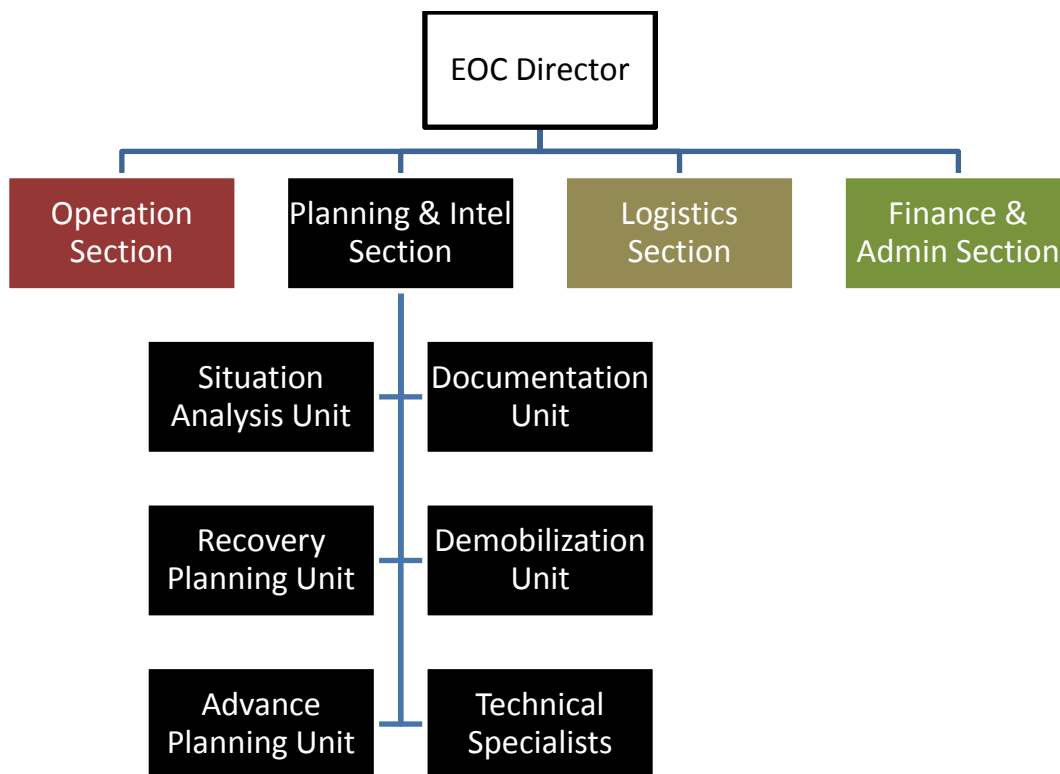 EOC Director
Operation
Section
Planning & Intel
Section
Logistics
Section
Finance &
Admin Section
Situation
Analysis Unit
Documentation
Unit
Recovery
Planning Unit
Demobilization
Unit
Advance
Planning Unit
Technical
Specialists